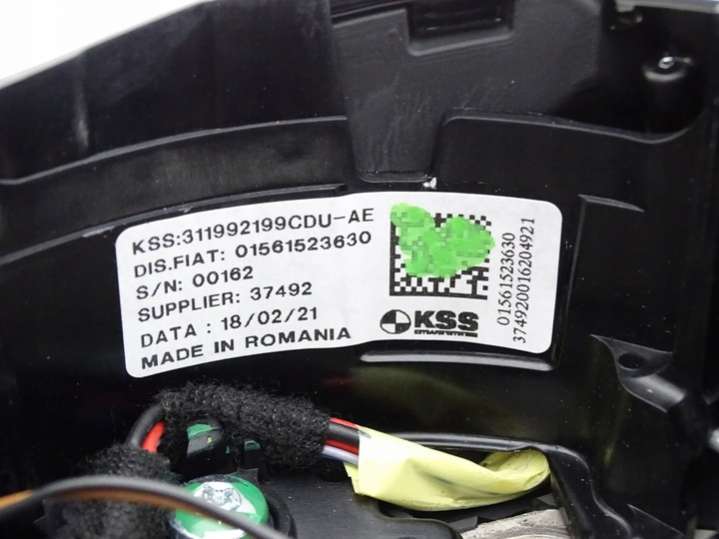 KSS:311992199CDU-AE
DIS.FIAT: 01561523630
S/N: 00162
SUPPLIER: 37492
DATA : 18/02/21
MADE IN ROMANIA
KSS
01561523630
374920016204921